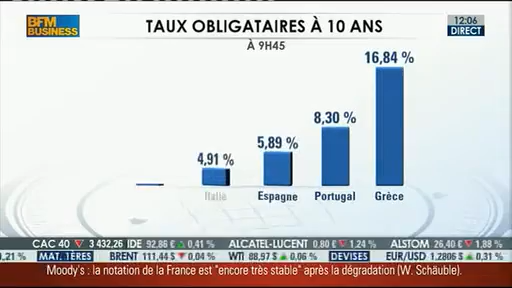 BFM
BUSINESS
TAUX OBLIGATAIRES À 10 ANS
12:06
DIRECT
À 9H45
16,84 %
8,30 %
5,89 %
4,91 %
Italie Espagne Portugal Grèce
CAC 40 3 432,26 IDE 92,86 € 0,41 % ALCATEL-LUCENT 0,80 € 1,24 % ALSTOM 26,40 € 1,88 %
0,21 % MAT. 1ÈRES BRENT 111,44 $ 0,04 % WTI 88,97 $ 0,06 % DEVISES EUR/USD 1,2806 $ 0,31 %
Moody's : la notation de la France est "encore très stable" après la dégradation (W. Schäuble).